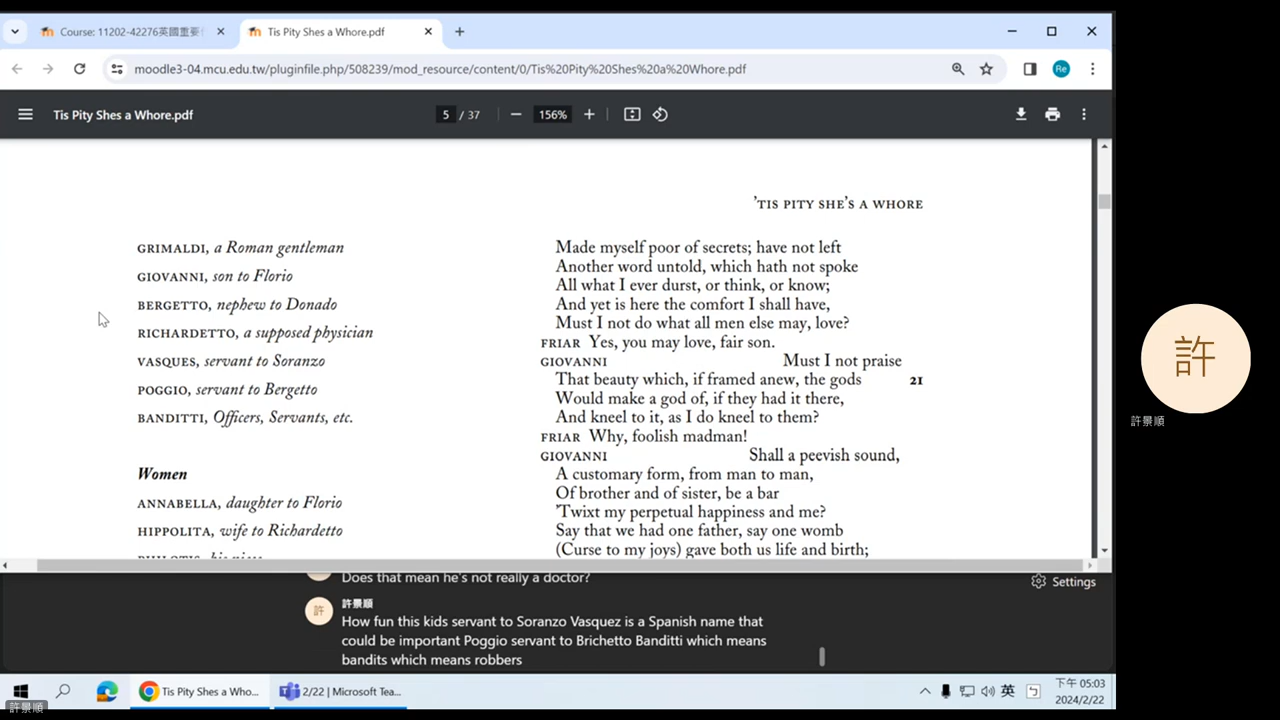 Course: 11202-42276英國重要
Tis Pity Shes a Whore.pdf
moodle3-04.mcu.edu.tw/pluginfile.php/508239/mod_resource/content/0/Tis%20Pity%20Shes%20a%20Whore.pdf
Re
Tis Pity Shes a Whore.pdf
5 / 37
156%
'TIS PITY SHE'S A WHORE
GRIMALDI, a Roman gentleman
GIOVANNI, son to Florio
BERGETTO, nephew to Donado
RICHARDETTO, a supposed physician
VASQUES, servant to Soranzo
POGGIO, servant to Bergetto
BANDITTI, Officers, Servants, etc.
Women
ANNABELLA, daughter to Florio
HIPPOLITA, wife to Richardetto
Made myself poor of secrets; have not left
Another word untold, which hath not spoke
All what I ever durst, or think, or know;
And yet is here the comfort I shall have,
Must I not do what all men else may, love?
FRIAR Yes, you may love, fair son.
GIOVANNI Must I not praise
That beauty which, if framed anew, the gods 21
Would make a god of, if they had it there,
And kneel to it, as I do kneel to them?
FRIAR Why, foolish madman!
GIOVANNI Shall a peevish sound,
A customary form, from man to man,
Of brother and of sister, be a bar
'Twixt my perpetual happiness and me?
Say that we had one father, say one womb
(Curse to my joys) gave both us life and birth;
Does that mean he's not really a doctor?
Settings
許
許景順
How fun this kids servant to Soranzo Vasquez is a Spanish name that
could be important Poggio servant to Brichetto Banditti which means
bandits which means robbers
許
許景順
Tis Pity Shes a Who...
2/22 | Microsoft Tea...
英
下午 05:03
2024/2/22
許景順